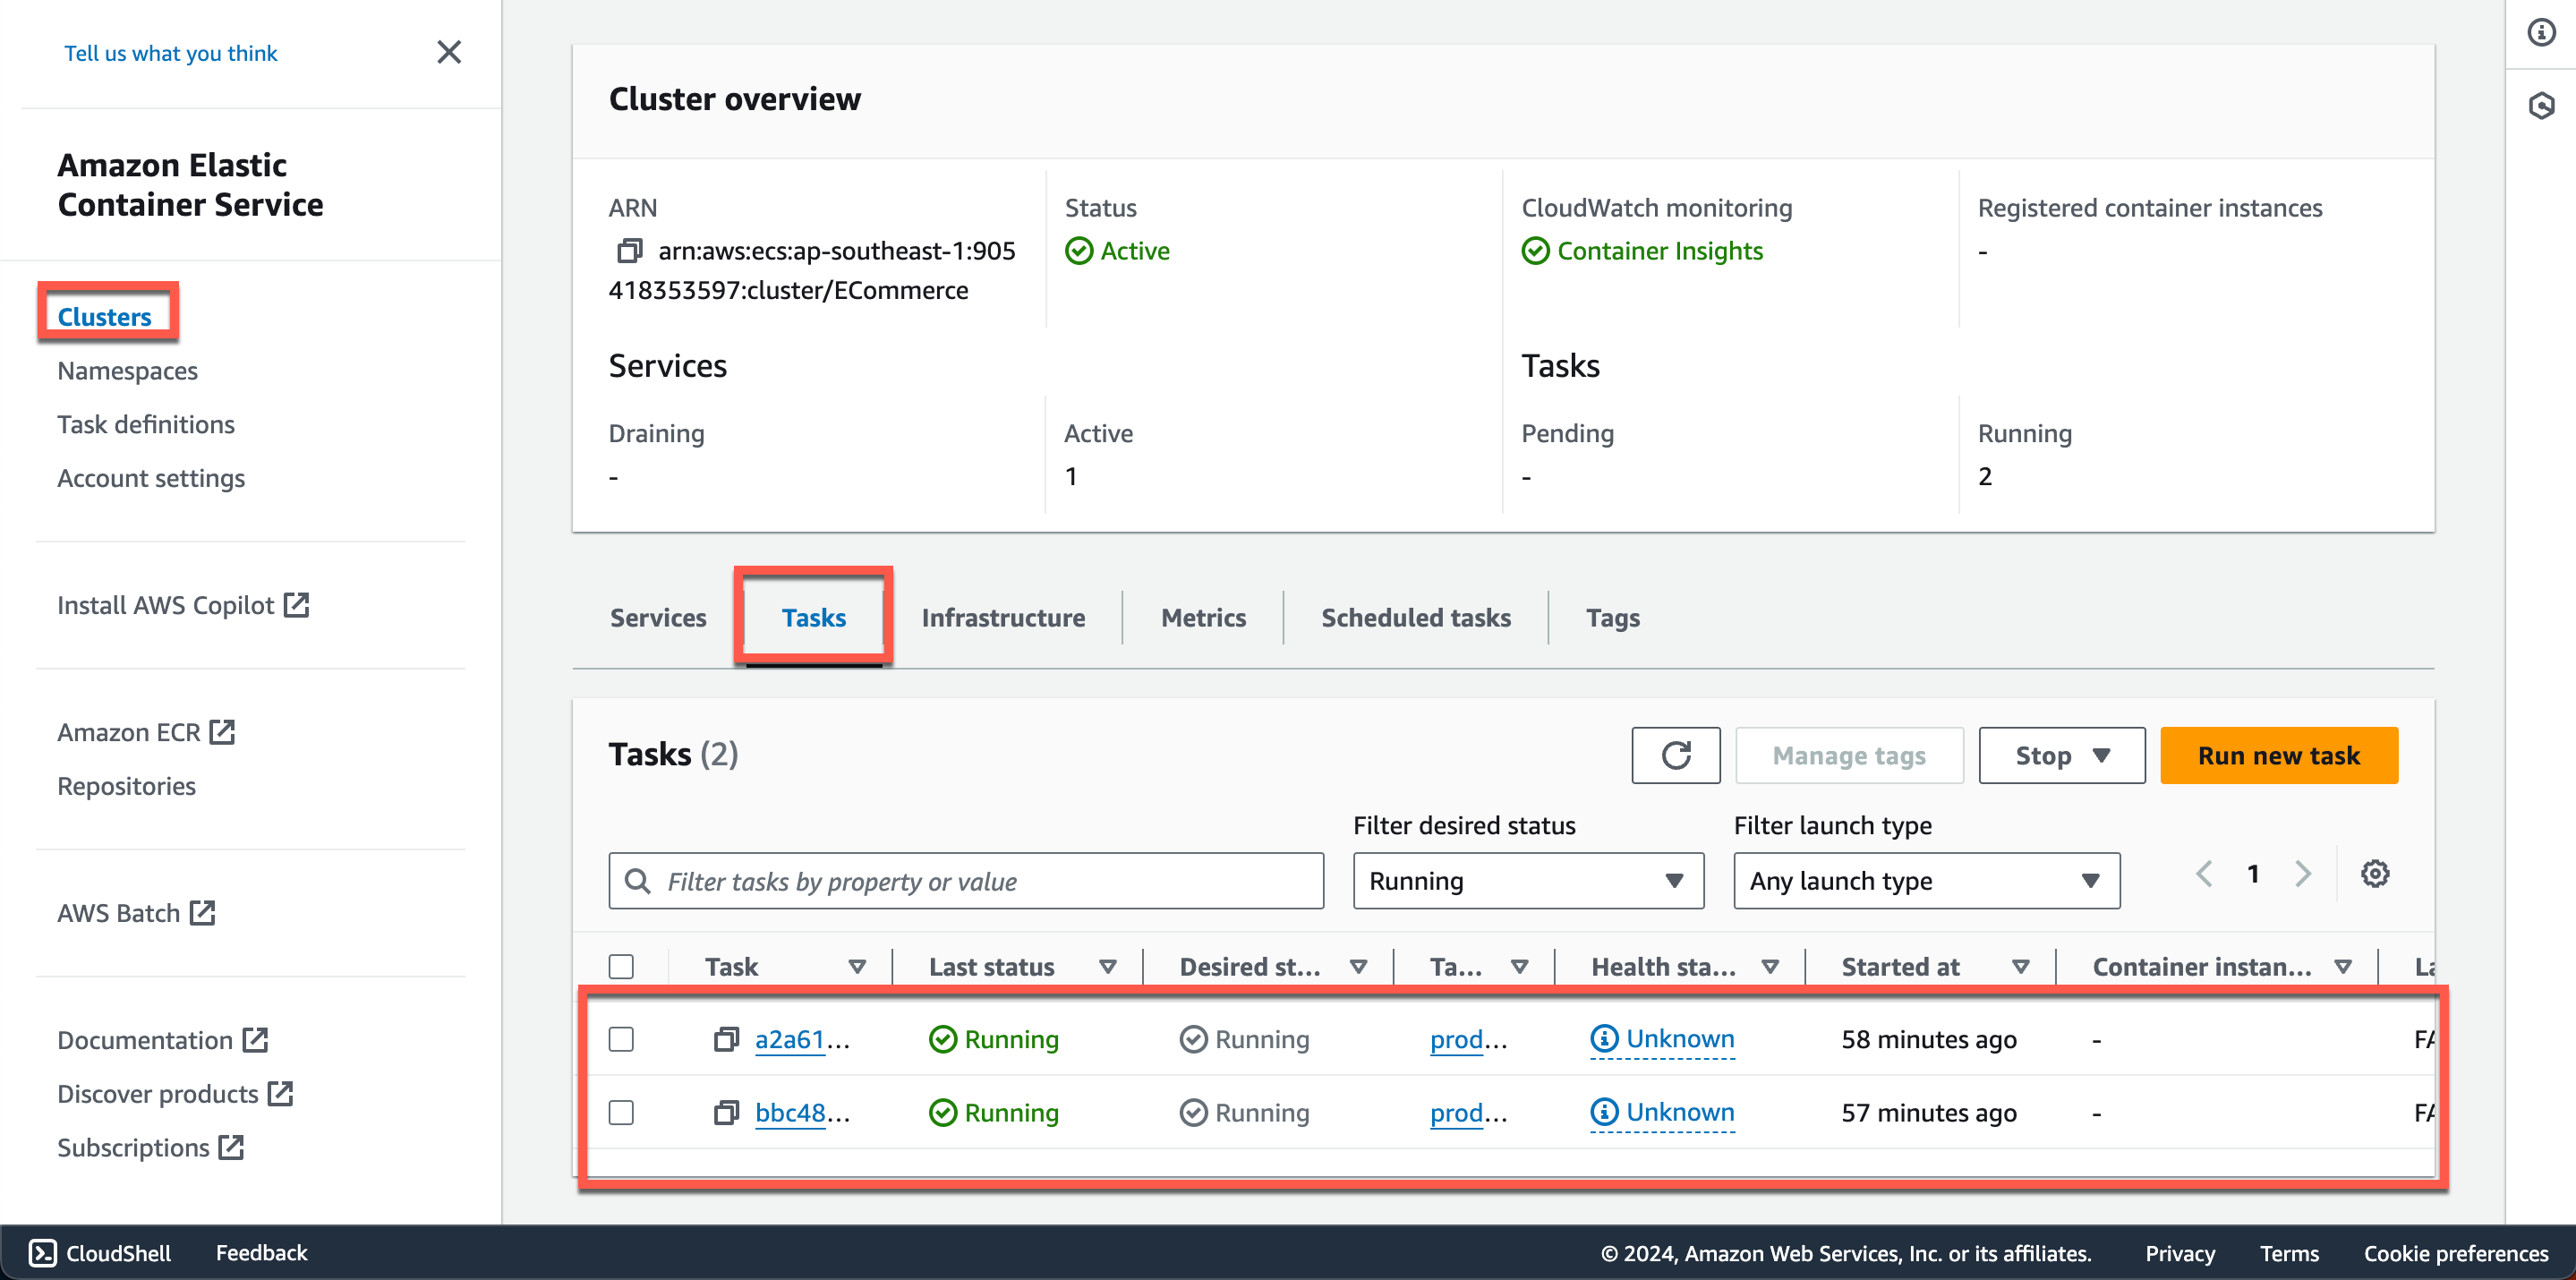 Tell us what you think
Amazon Elastic
Container Service
Clusters
Namespaces
Task definitions
Account settings
Install AWS Copilot
Amazon ECR
Repositories
AWS Batch
Documentation
Discover products
Subscriptions
Cluster overview
ARN
arn:aws:ecs:ap-southeast-1:905
418353597:cluster/ECommerce
Status
Active
CloudWatch monitoring
Container Insights
Registered container instances
-
Services
Tasks
Draining
-
Active
1
Pending
-
Running
2
Services Tasks Infrastructure Metrics Scheduled tasks Tags
Tasks (2)
Manage tags Stop Run new task
Filter desired status Filter launch type
Filter tasks by property or value Running Any launch type 1
Task Last status Desired st... Ta... Health sta... Started at Container instan... La
a2a61... Running Running prod... Unknown 58 minutes ago - FA
bbc48... Running Running prod... Unknown 57 minutes ago - FA
CloudShell Feedback © 2024, Amazon Web Services, Inc. or its affiliates. Privacy Terms Cookie preferences